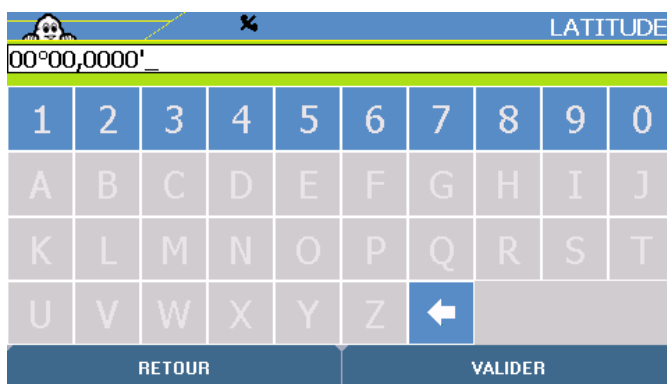 LATITUDE
00°00,0000'_
1 2 3 4 5 6 7 8 9 0
A B C D E F G H I J
K L M N O P Q R S T
U V W X Y Z
RETOUR VALIDER